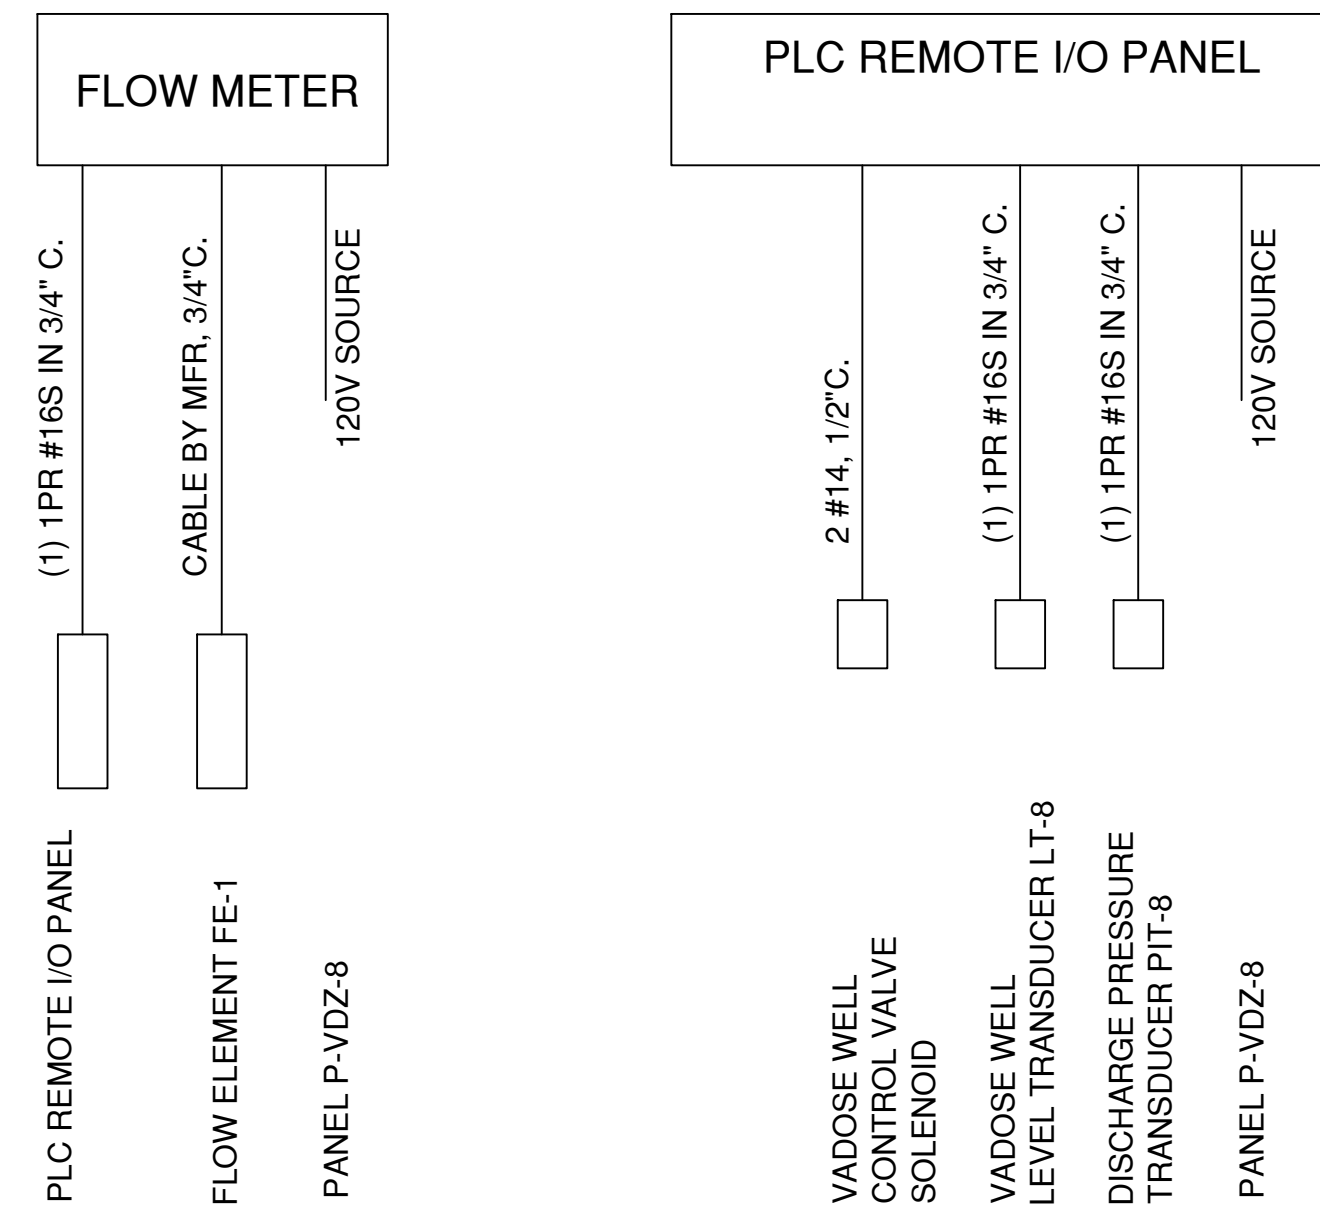 FLOW METER
PLC REMOTE I/O PANEL
(1) 1PR #16S IN 3/4" C.
CABLE BY MFR, 3/4"C.
120V SOURCE
2 #14, 1/2"C.
(1) 1PR #16S IN 3/4" C.
(1) 1PR #16S IN 3/4" C.
120V SOURCE
PLC REMOTE I/O PANEL
FLOW ELEMENT FE-1
PANEL P-VDZ-8
VADOSE WELL
CONTROL VALVE
SOLENOID
VADOSE WELL
LEVEL TRANSDUCER LT-8
DISCHARGE PRESSURE
TRANSDUCER PIT-8
PANEL P-VDZ-8